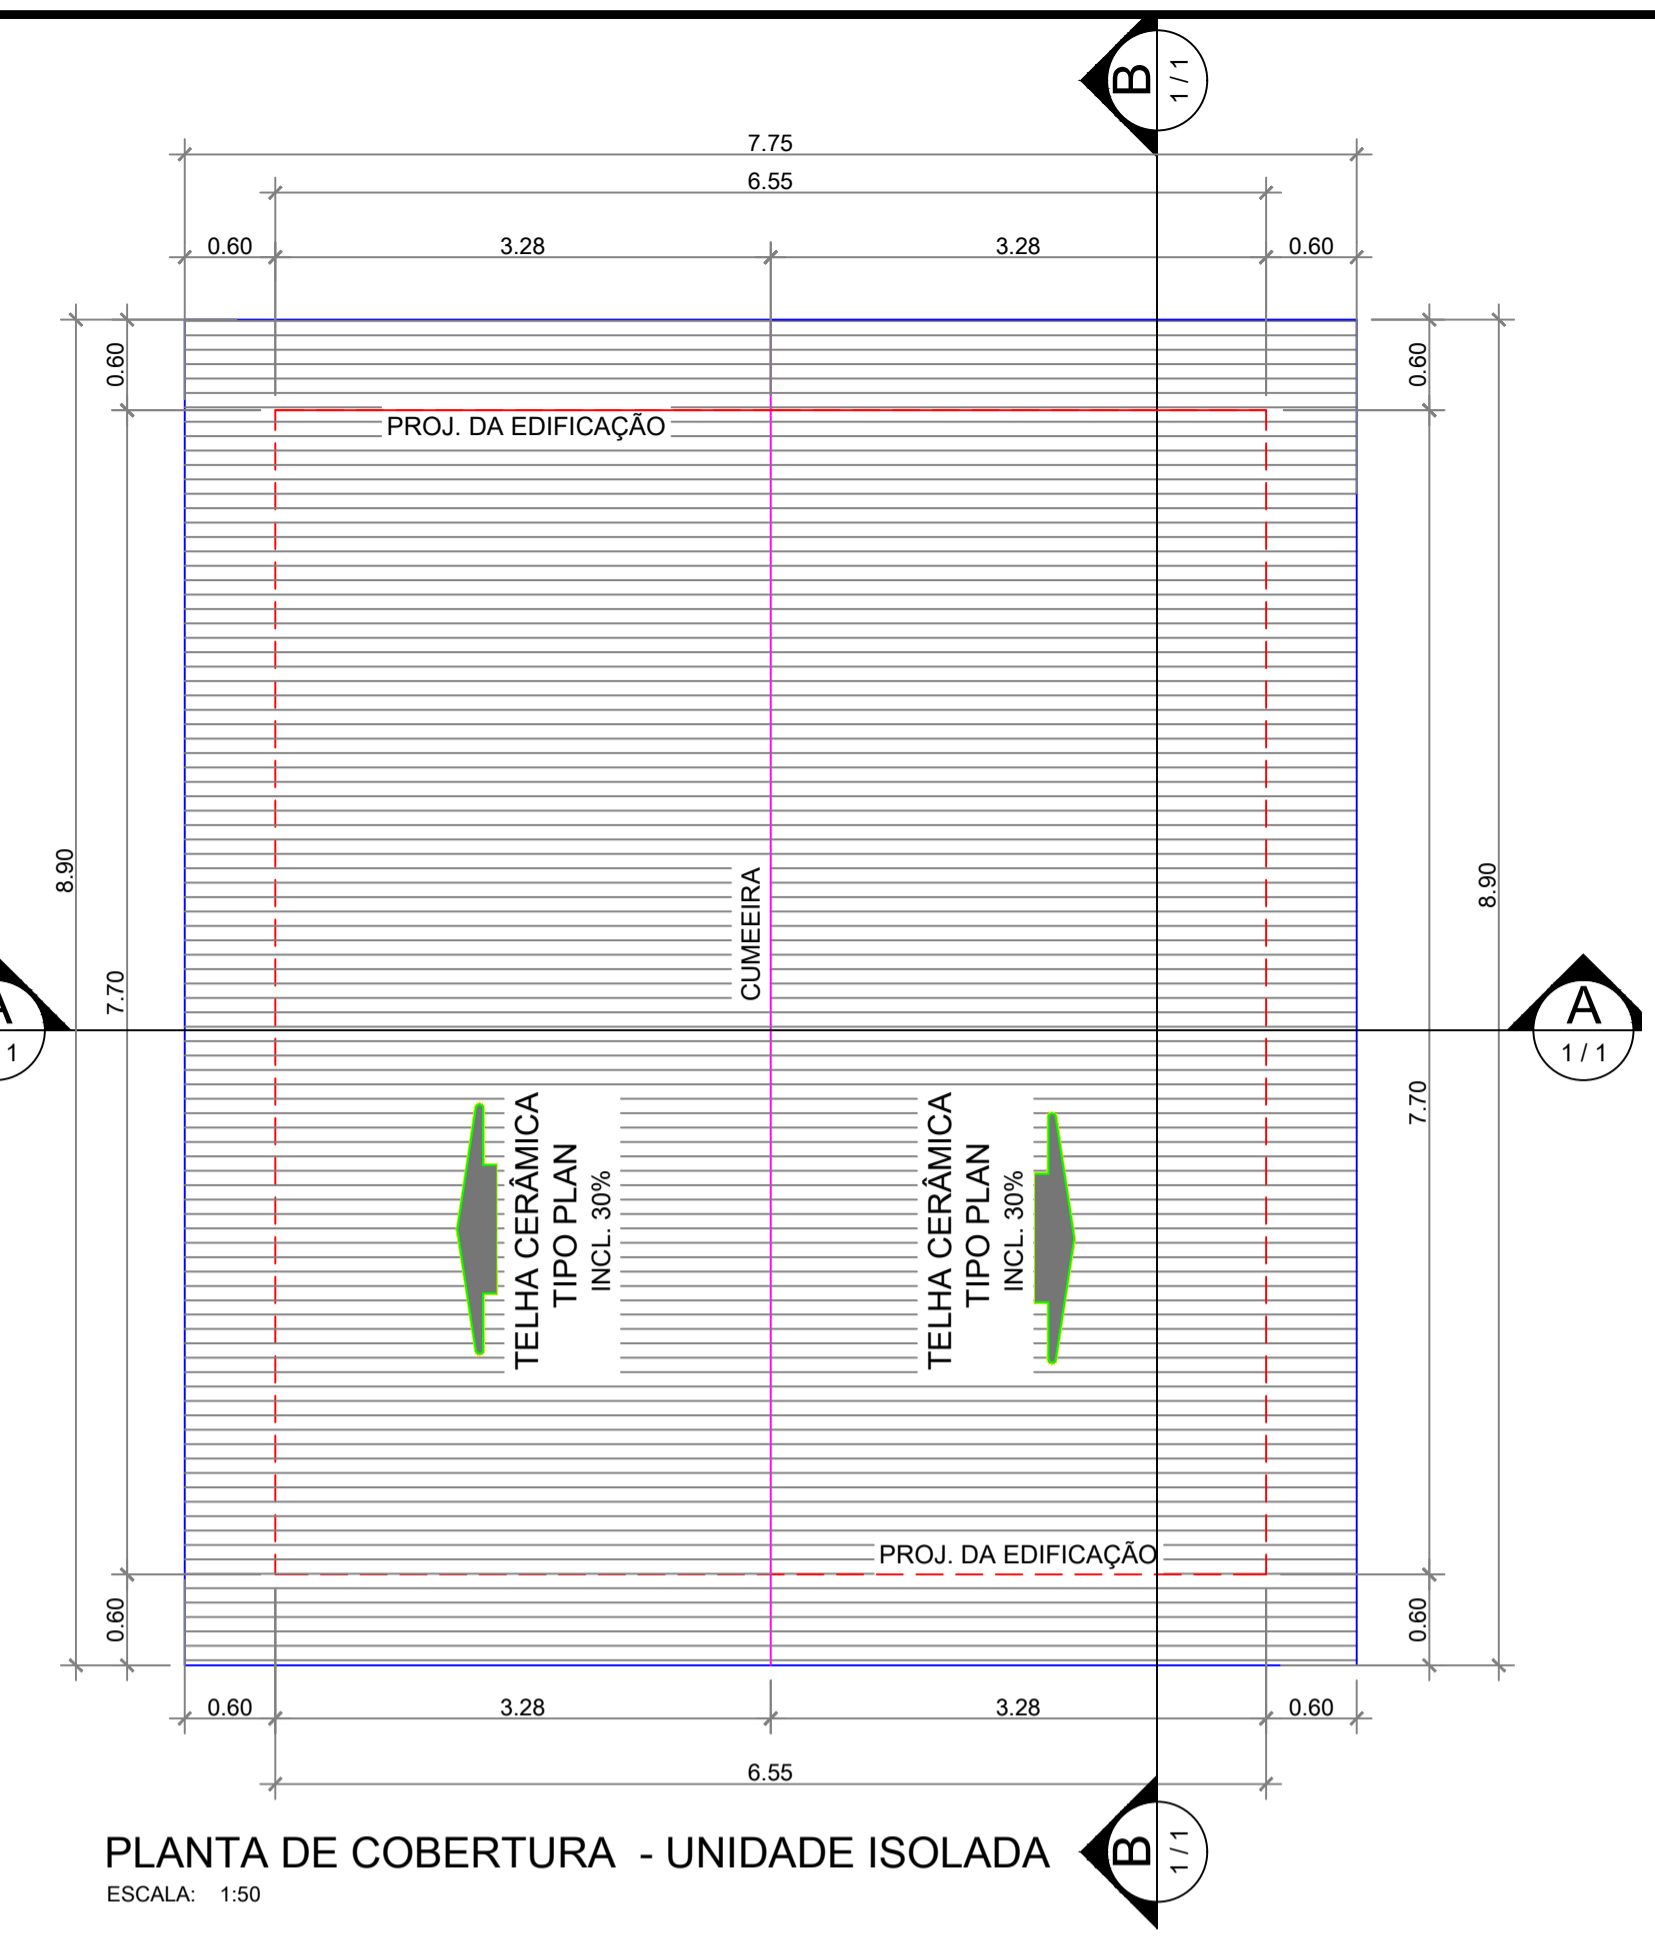 B
1 / 1
7.75
6.55
0.60
3.28
3.28
0.60
0.60
0.60
PROJ. DA EDIFICAÇÃO
8.90
8.90
CUMEEIRA
7.70
A
1
A
1 / 1
7.70
TELHA CERÂMICA
TIPO PLAN
INCL. 30%
TELHA CERÂMICA
TIPO PLAN
INCL. 30%
PROJ. DA EDIFICAÇÃO
0.60
0.60
0.60
3.28
3.28
0.60
6.55
PLANTA DE COBERTURA - UNIDADE ISOLADA
B
1 / 1
ESCALA: 1:50